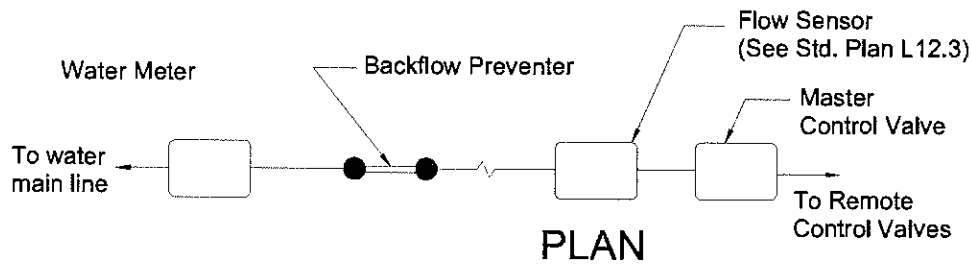 Flow Sensor
(See Std. Plan L12.3)
Water Meter
Backflow Preventer
Master
Control Valve
To water
main line
To Remote
Control Valves
PLAN